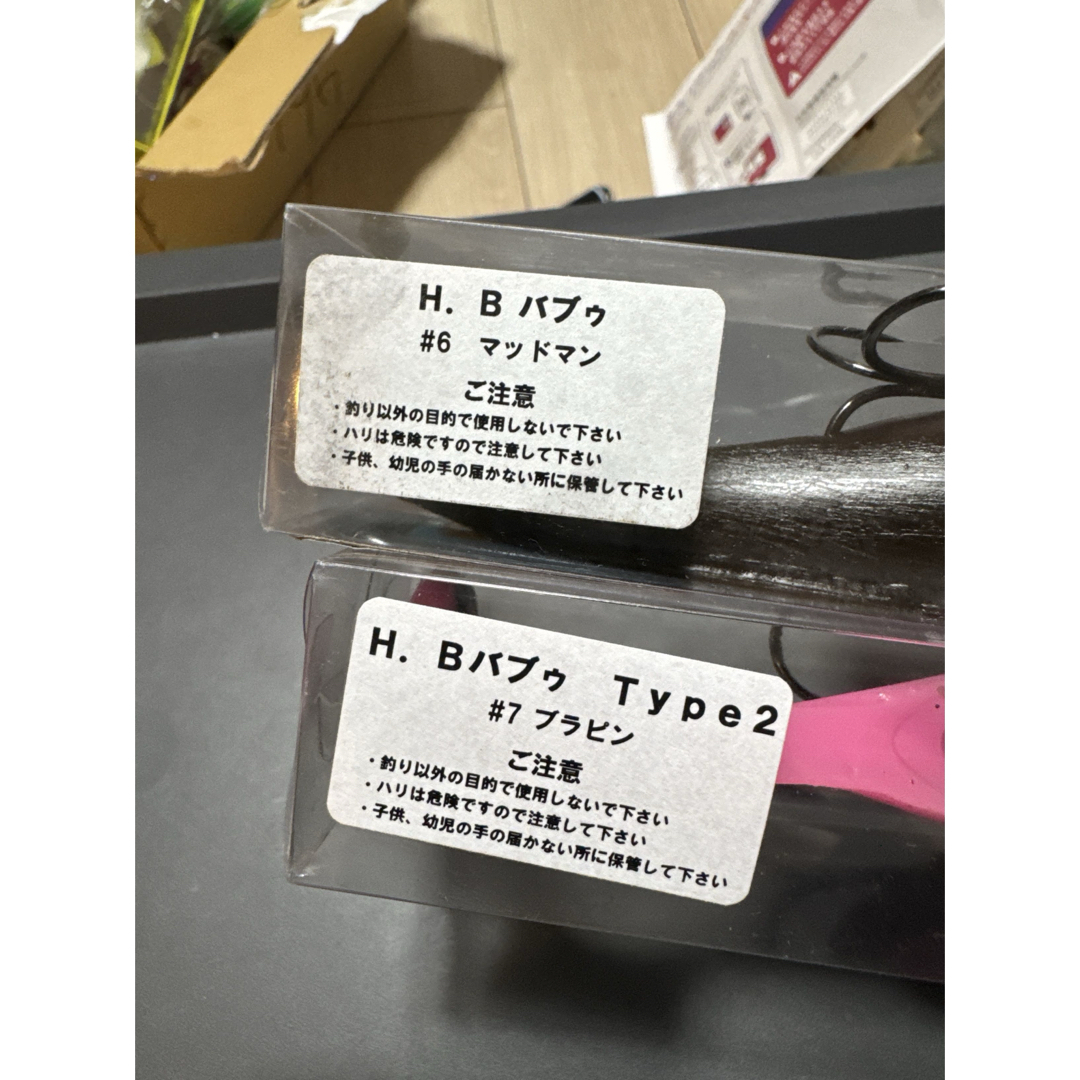 H. B バブゥ
#6 マッドマン
ご注意
・釣り以外の目的で使用しないで下さい
・ハリは危険ですので注意して下さい
・子供、幼児の手の届かない所に保管して下さい
H. Bバブゥ Type2
#7 ブラピン
ご注意
・釣り以外の目的で使用しないで下さい
・ハリは危険ですので注意して下さい
・子供、幼児の手の届かない所に保管して下さい